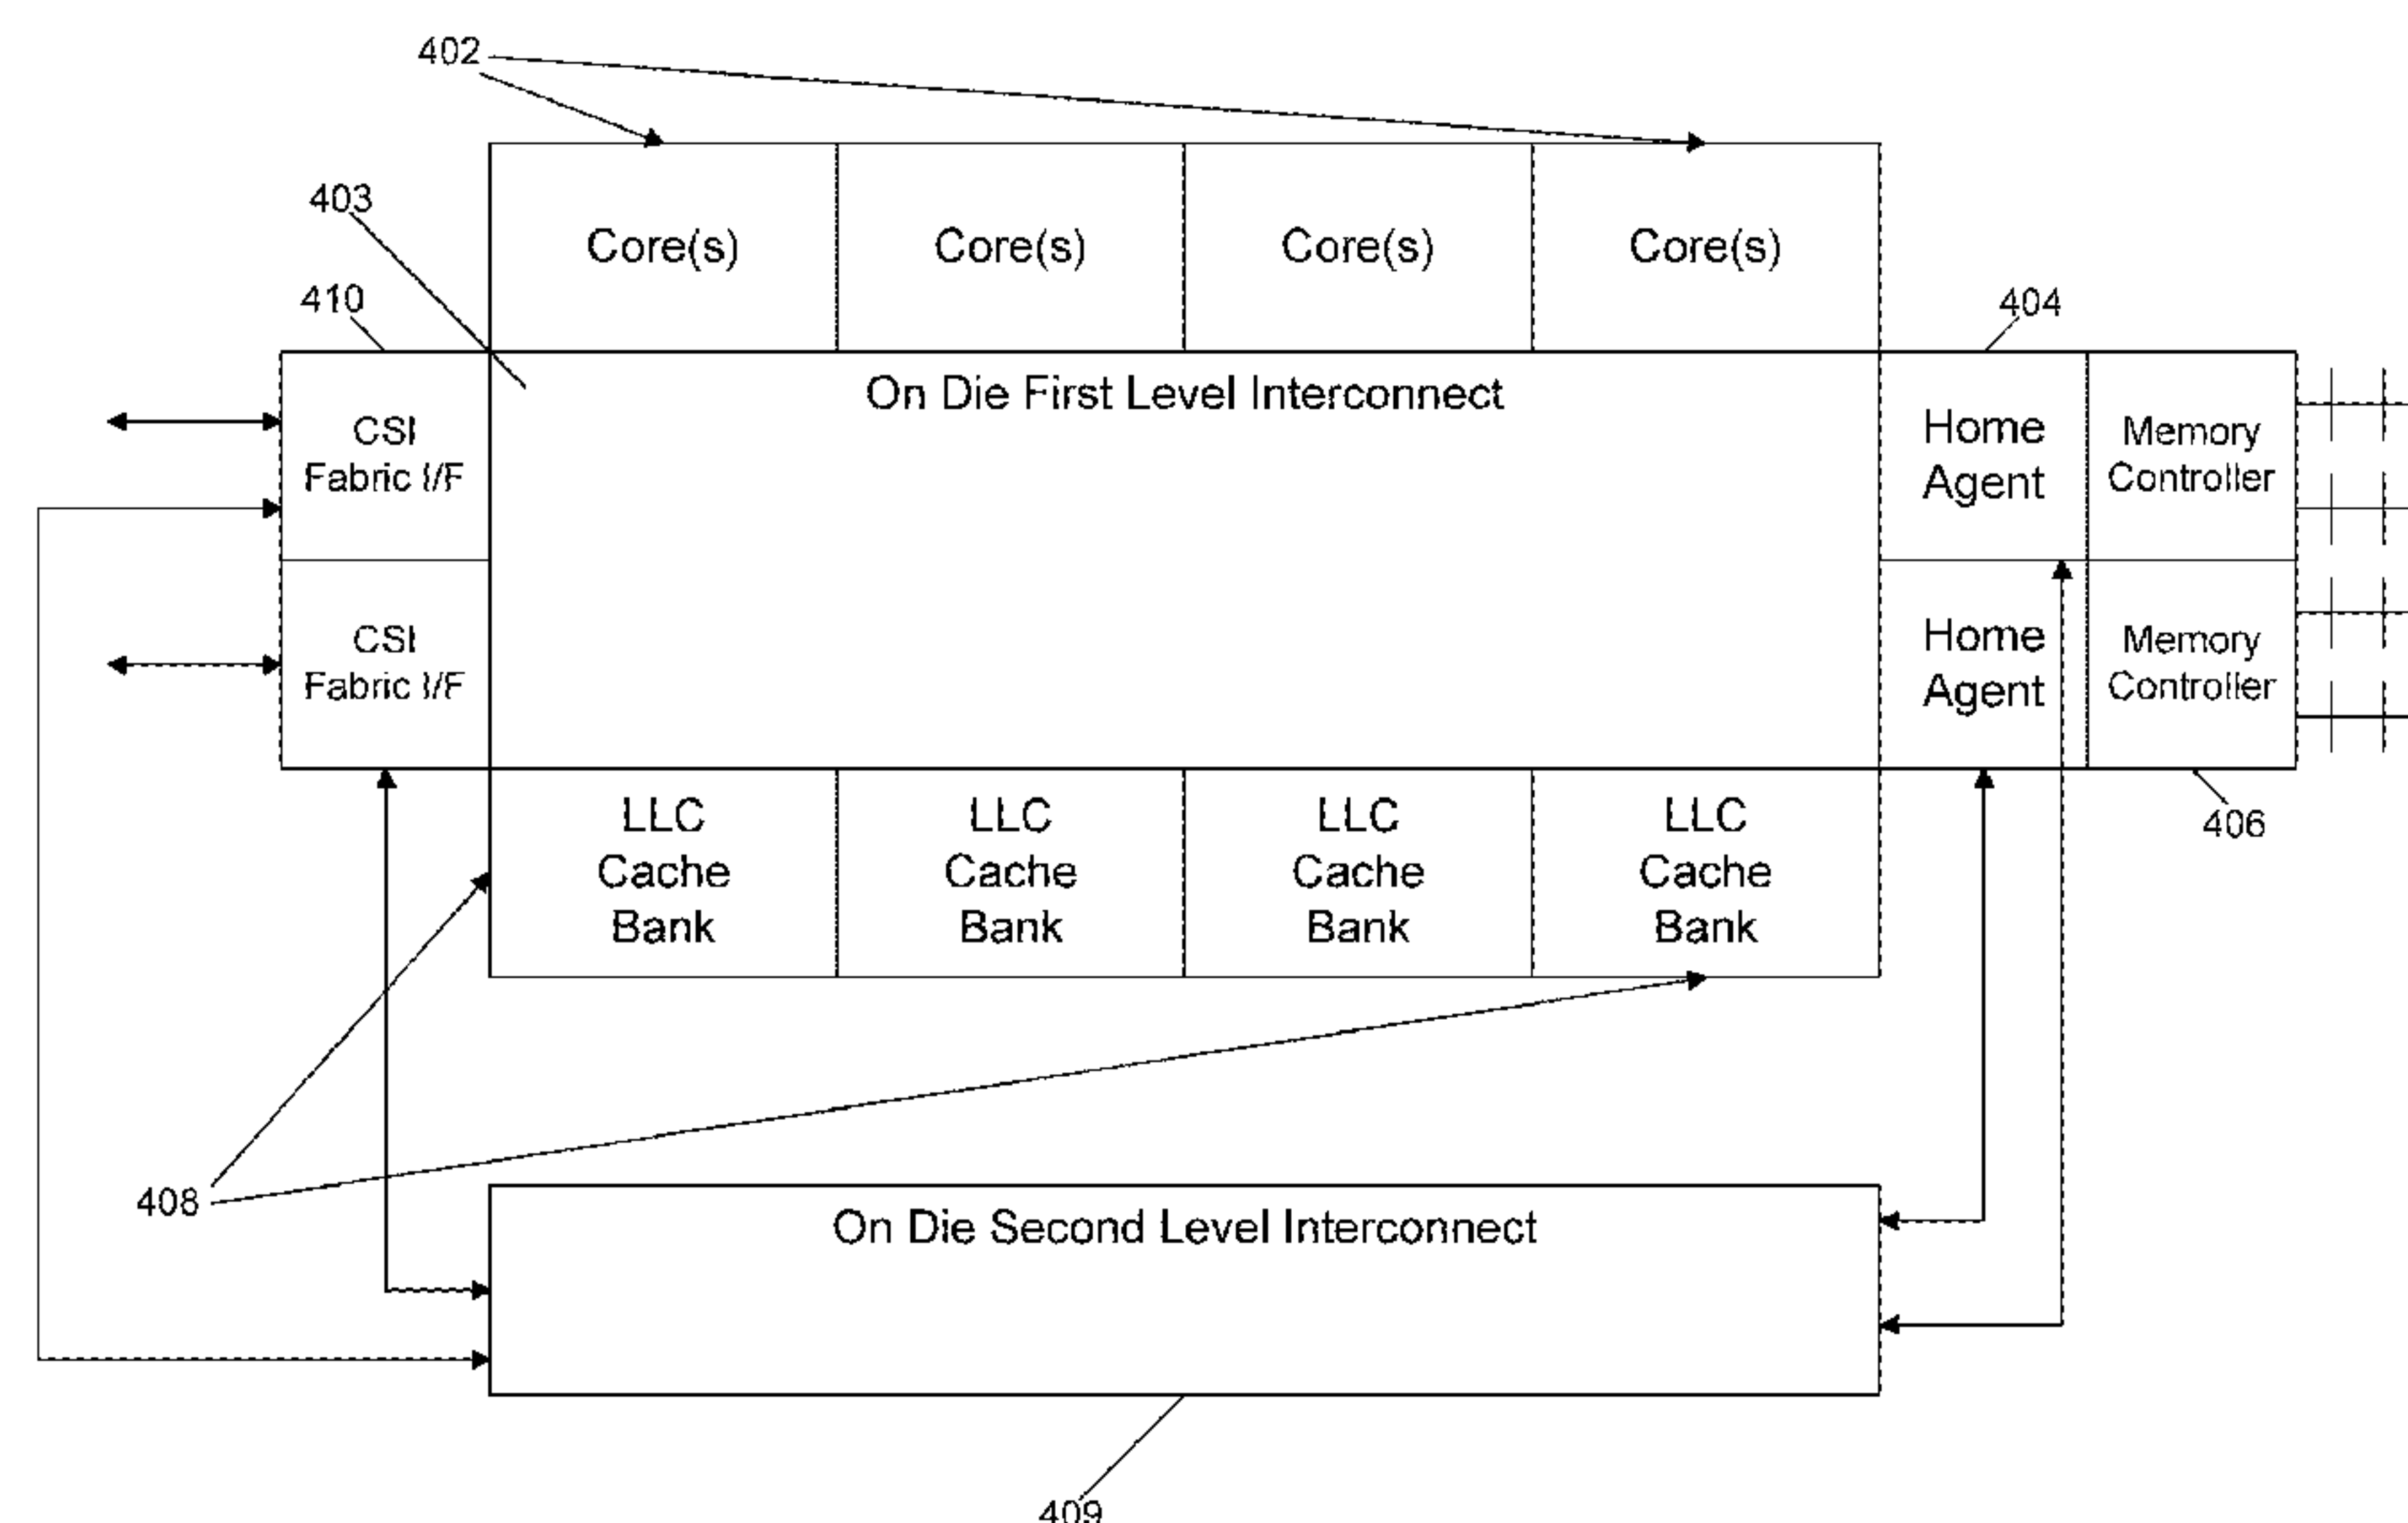 402
403
Core(s) Core(s) Core(s) Core(s)
410
404
On Die First Level Interconnect
CSI
Fabric I/F
Home
Agent
Memory
Controller
CSI
Fabric I/F
Home
Agent
Memory
Controller
LLC
Cache
Bank
LLC
Cache
Bank
LLC
Cache
Bank
LLC
Cache
Bank
406
408
On Die Second Level Interconnect
409